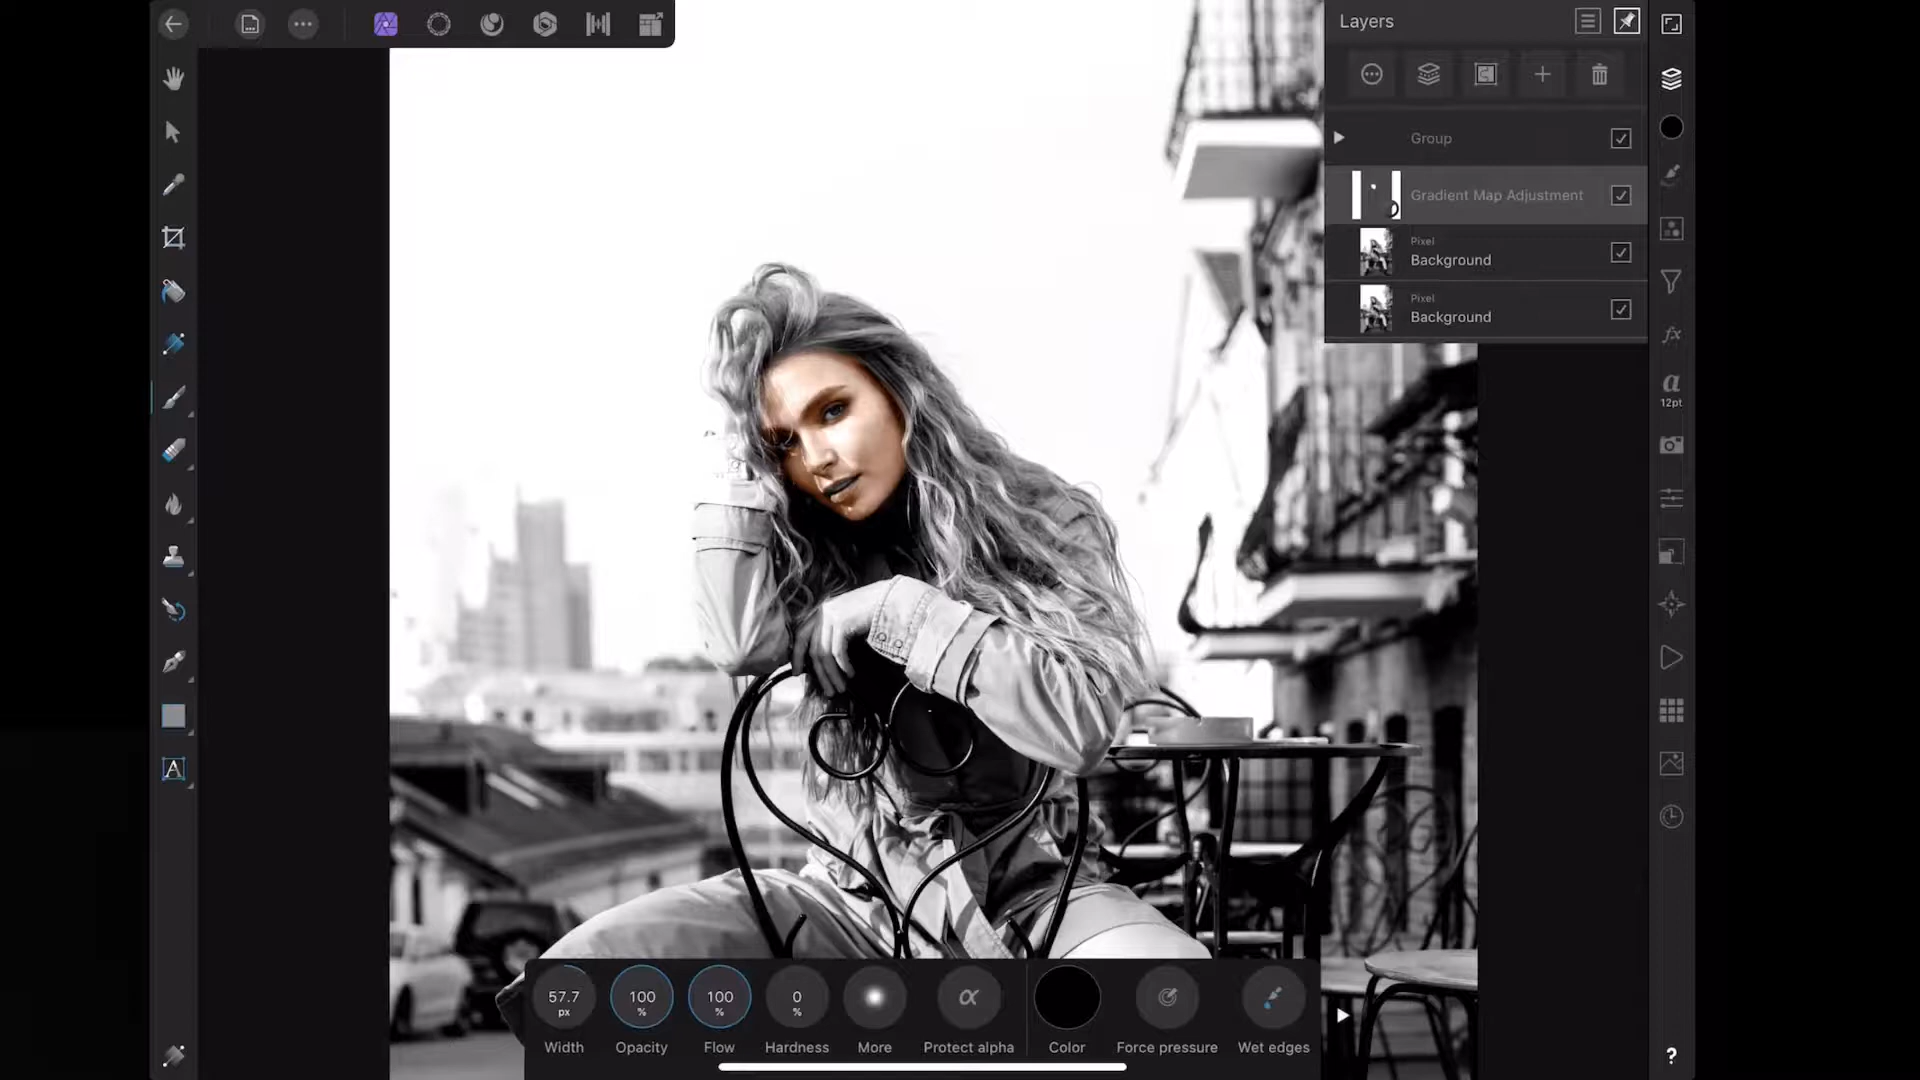 Layers
Group
Gradient Map Adjustment
Pixel
Background
Pixel
Background
fx
a
12pt
A
57.7
px
100
%
100
%
0
%
α
Width
Opacity
Flow
Hardness
More
Protect alpha
Color
Force pressure
Wet edges
?